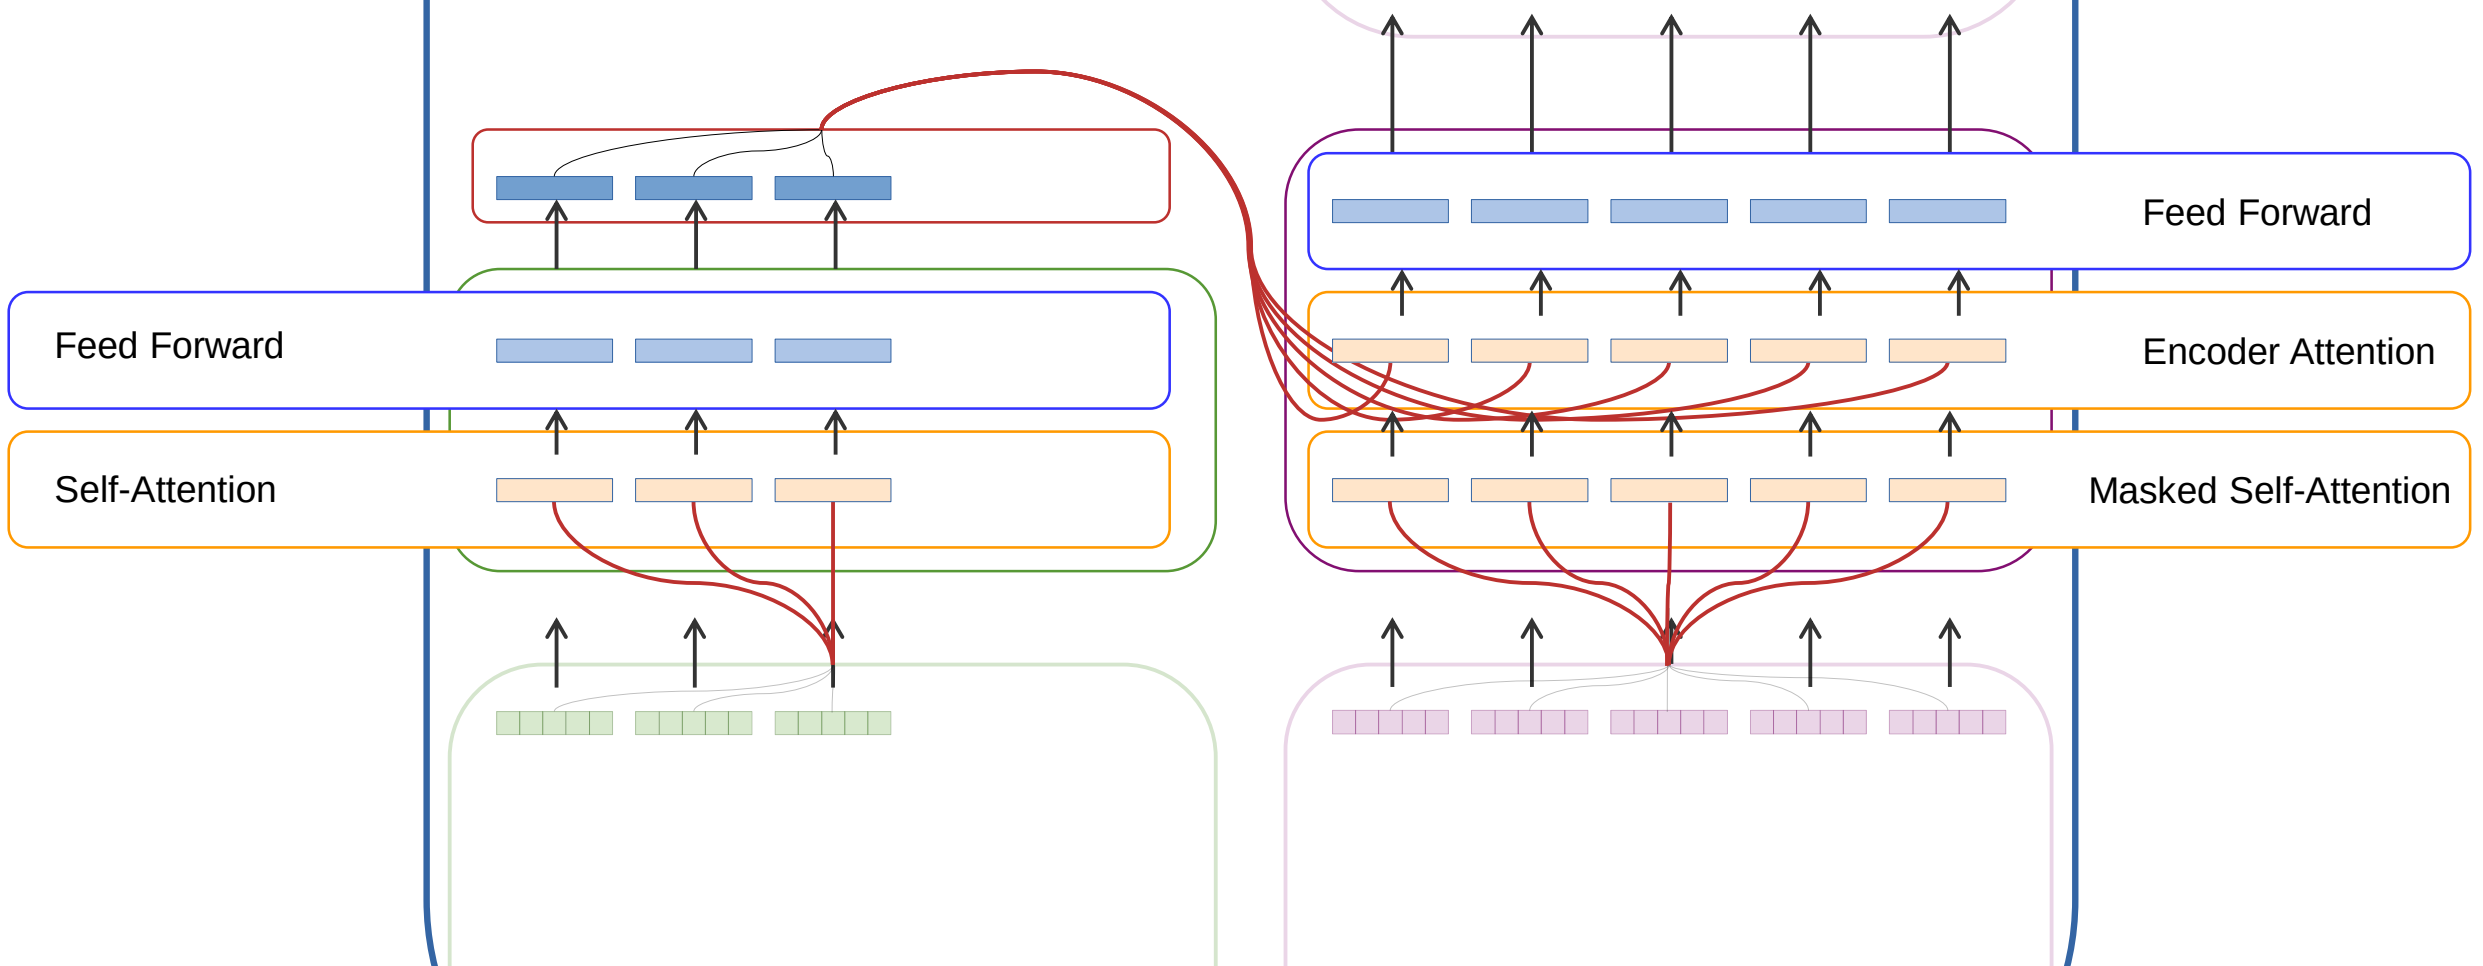 Feed Forward
Self-Attention
Feed Forward
Encoder Attention
Masked Self-Attention